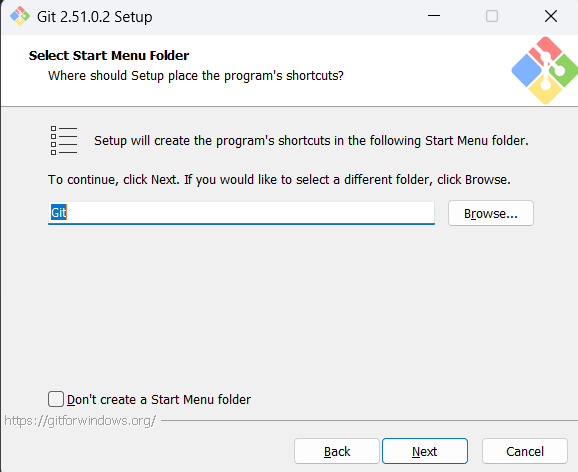 Git 2.51.0.2 Setup
Select Start Menu Folder
Where should Setup place the program's shortcuts?
Setup will create the program's shortcuts in the following Start Menu folder.
To continue, click Next. If you would like to select a different folder, click Browse.
Git
Browse...
Don't create a Start Menu folder
https://gitforwindows.org/
Back Next Cancel